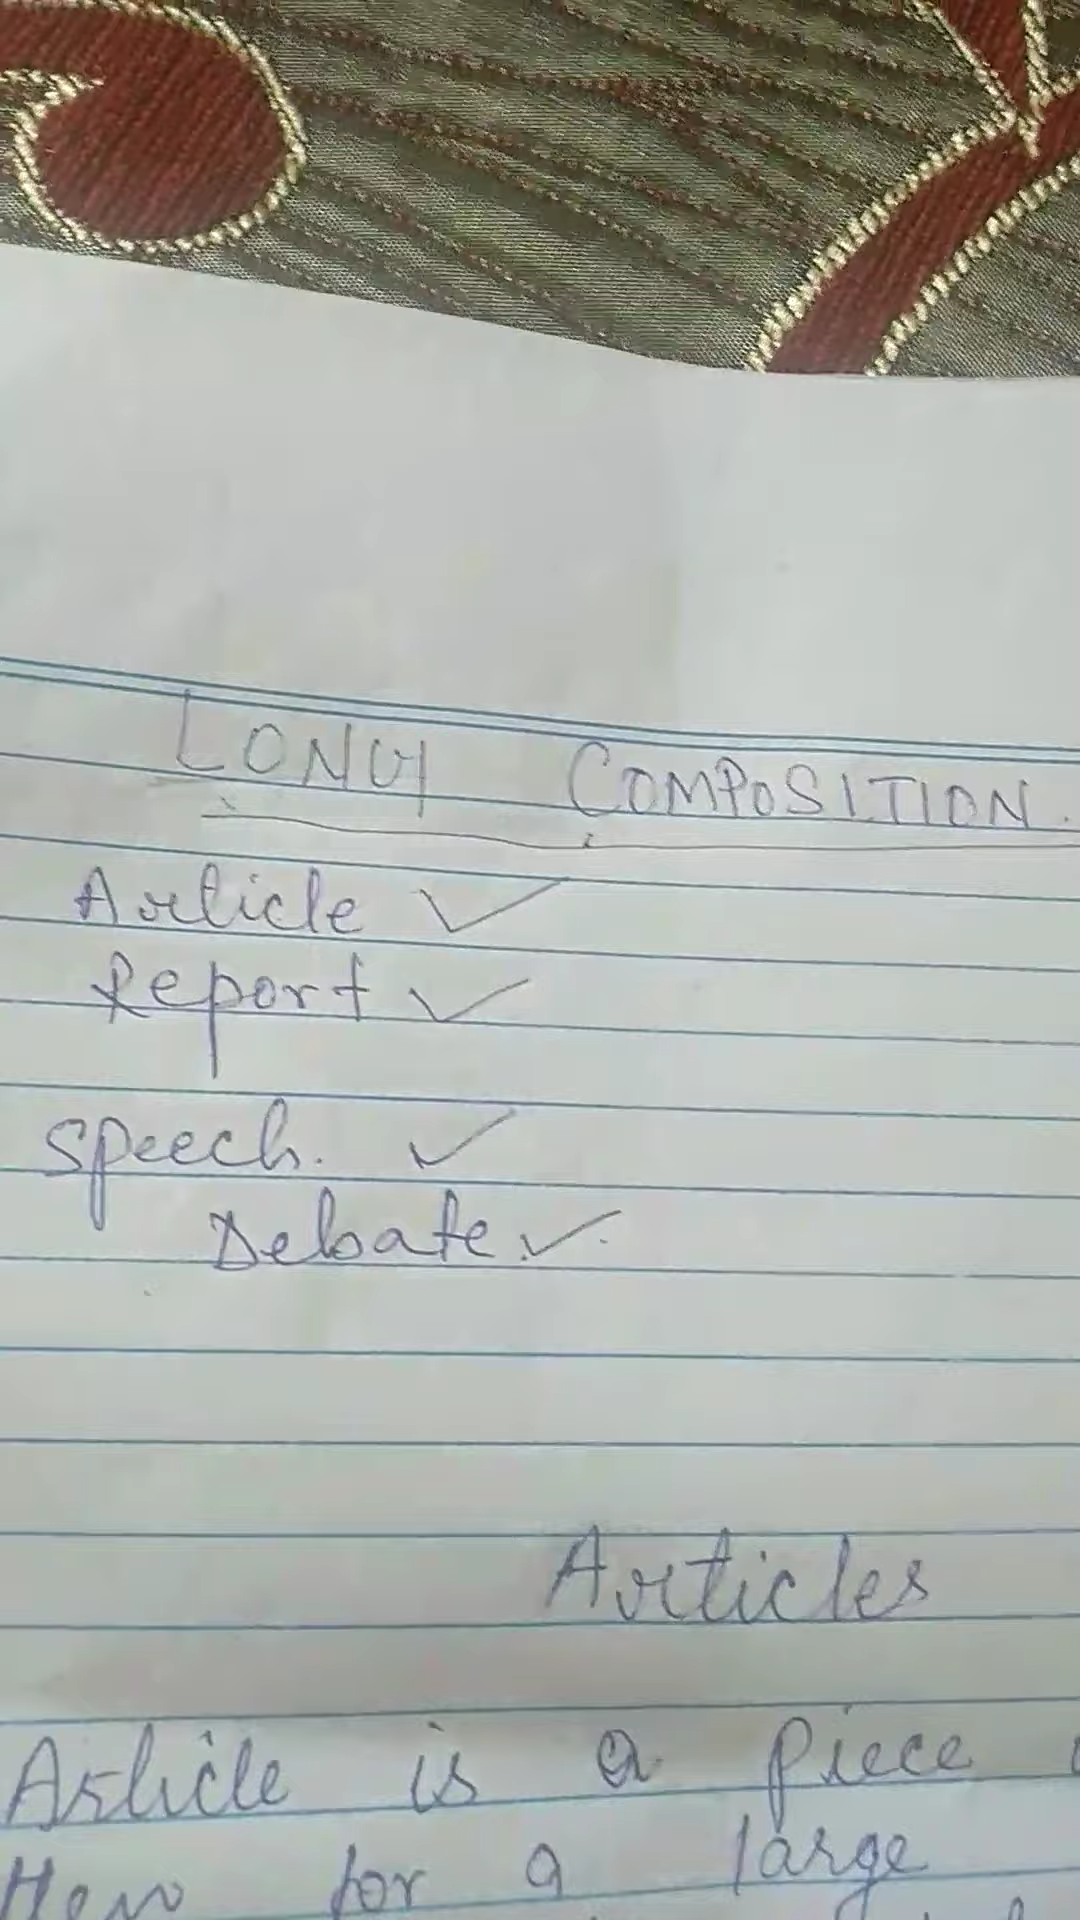 LONG COMPOSITION.
Article ✓
Report ✓
Speech. ✓
Debate ✓.
Articles
Article is a piece
for a large